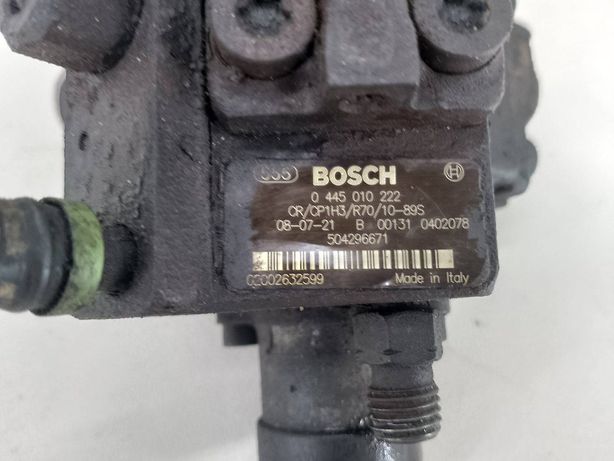 BOSCH
0 445 010 222
CR/CP1H3/R70/10-89S
08-07-21 B 00131 0402078
504296671
02002632599 Made in Italy